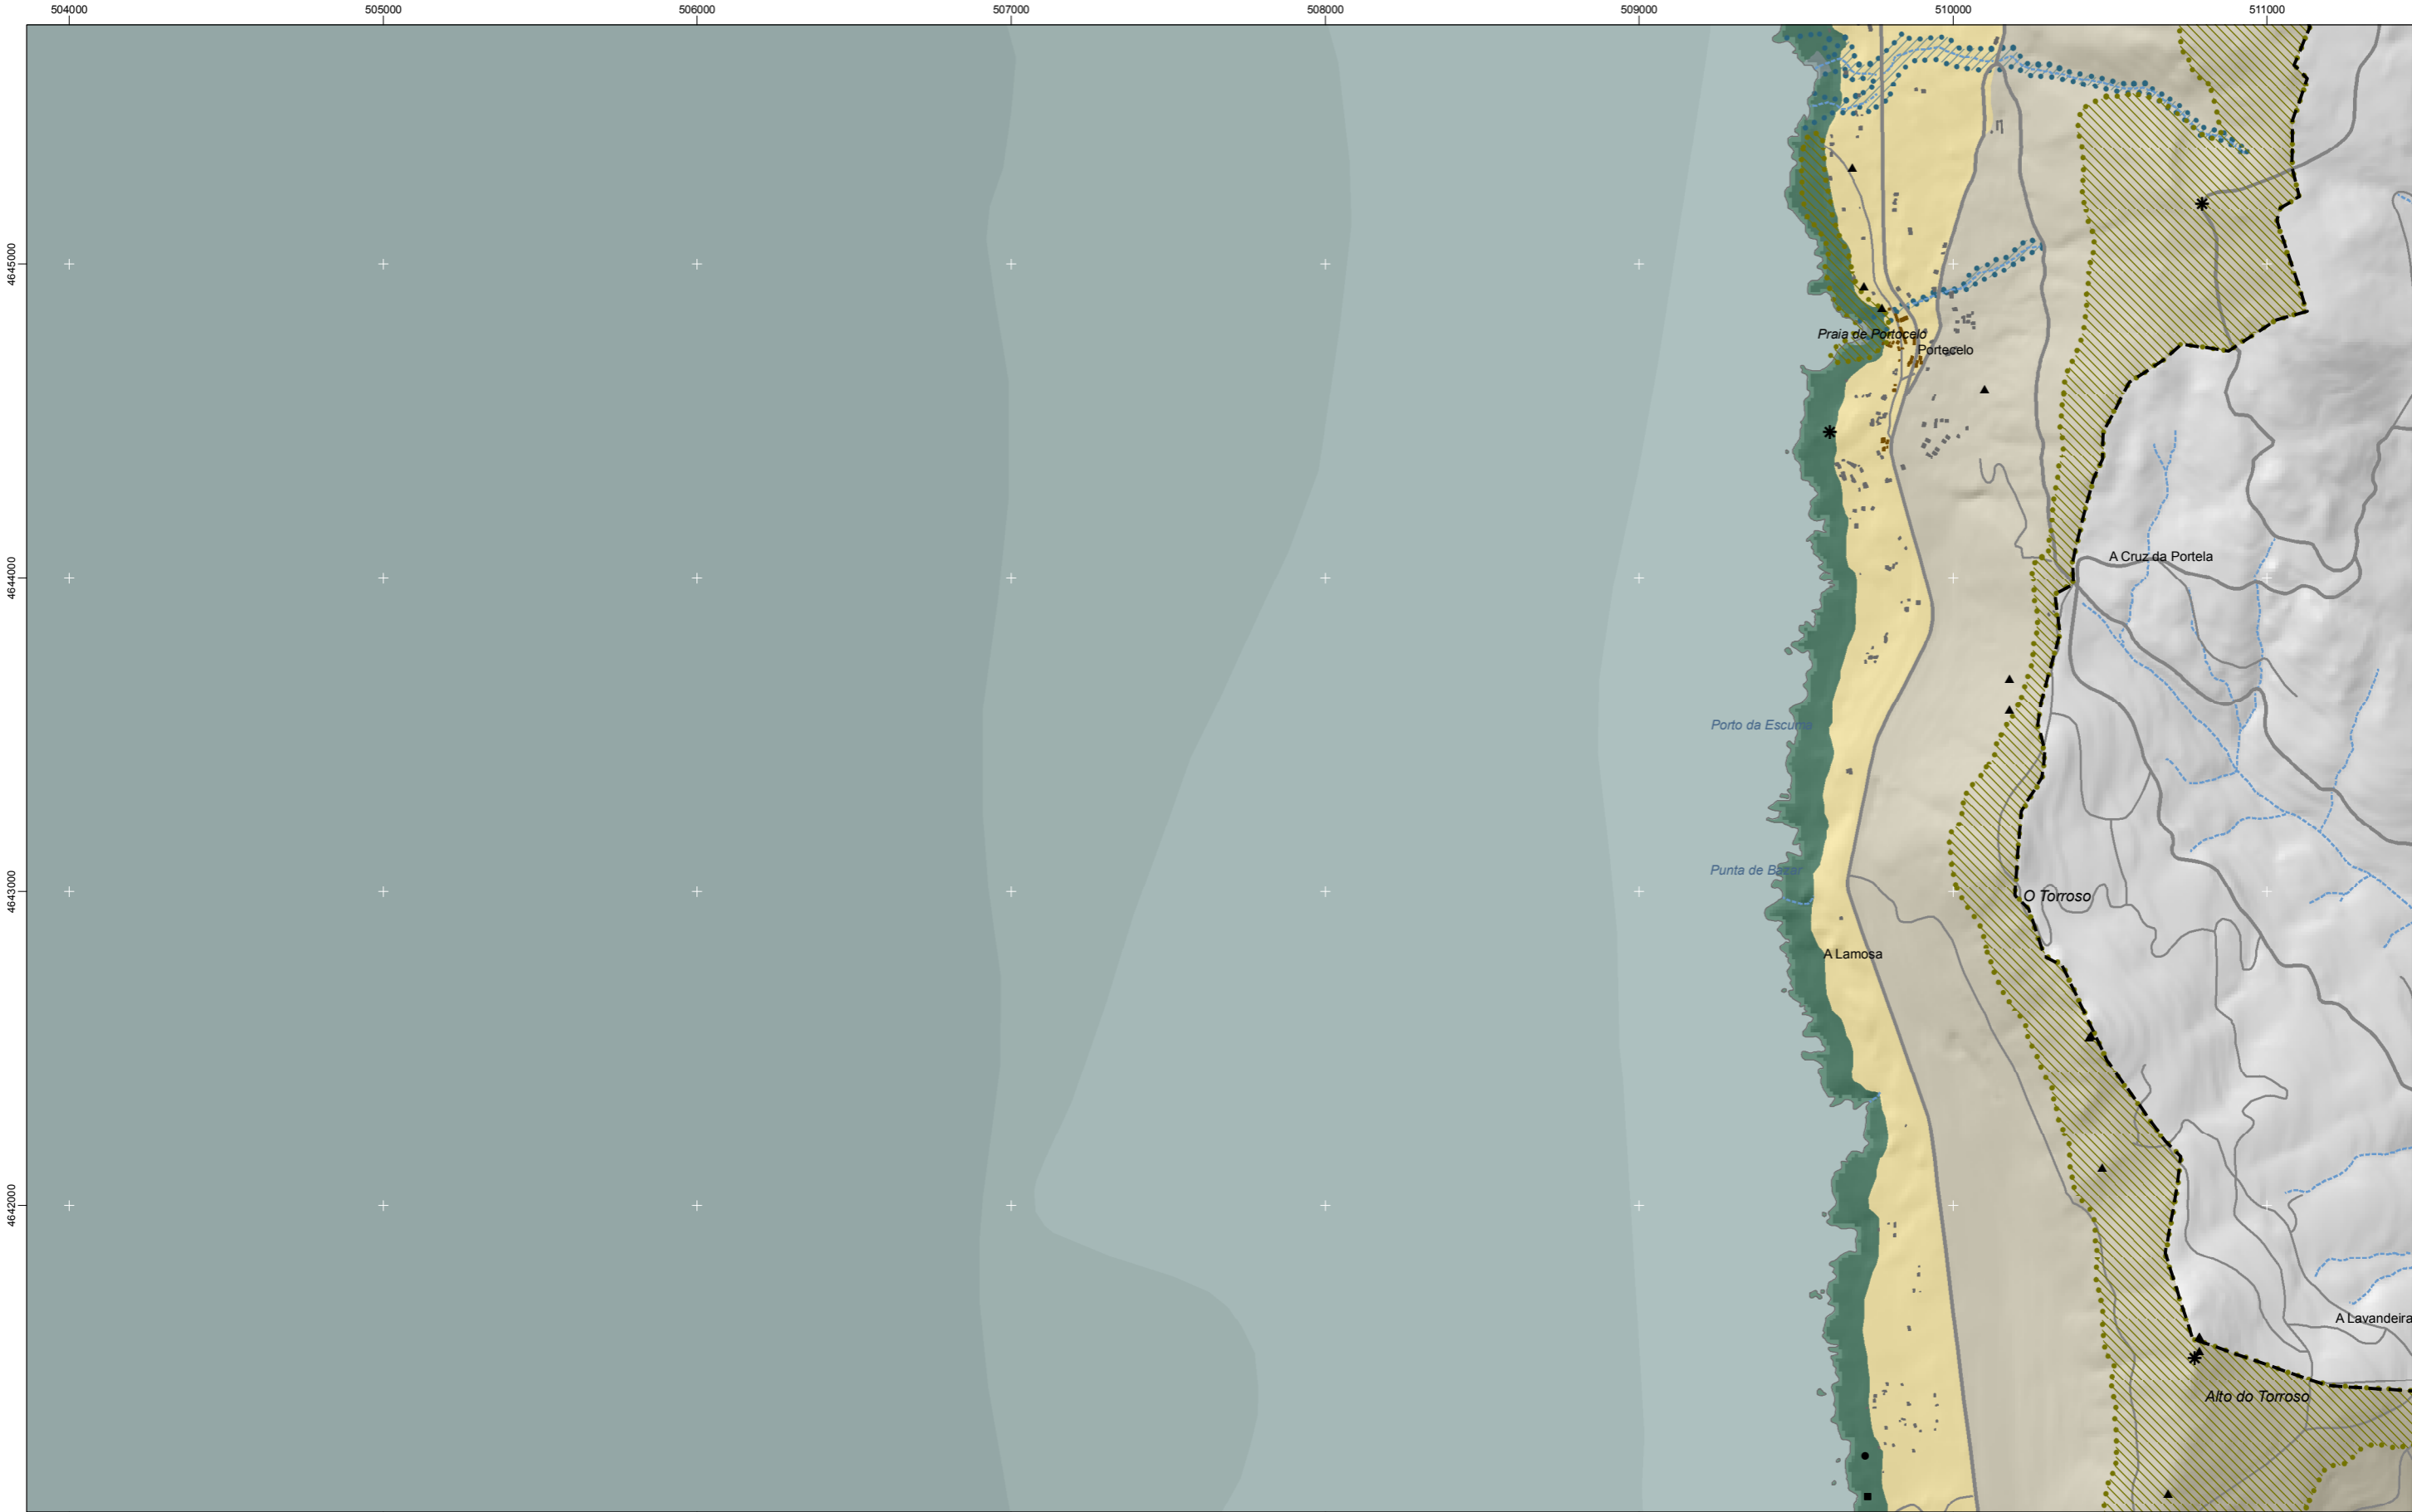 504000 505000 506000 507000 508000 509000 510000 511000
4645000
Praia de Portocelo
Portecelo
4644000
A Cruz da Portela
Porto da Escuma
Punta de Bazar
4643000
O Torroso
A Lamosa
4642000
A Lavandeira
Alto do Torroso